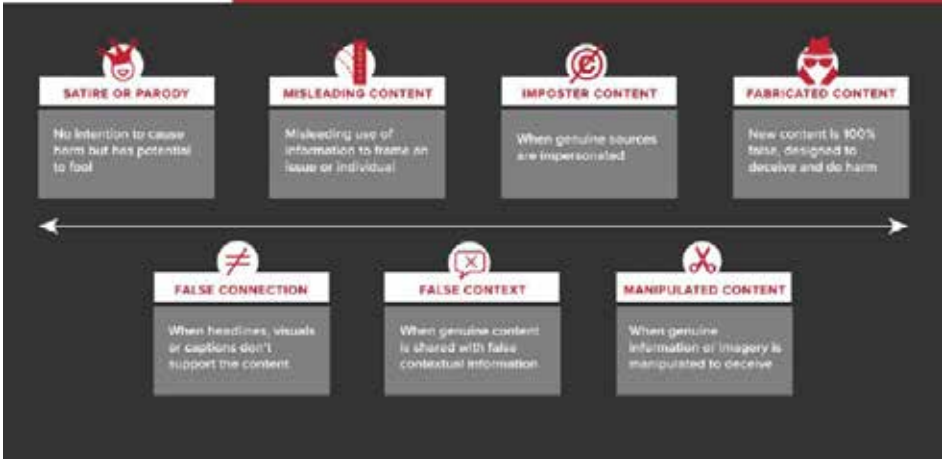 SATIRE OR PARODY
No intention to cause
harm but has potential
to fool
MISLEADING CONTENT
Misleading use of
information to frame an
issue or individual
IMPOSTER CONTENT
When genuine sources
are impersonated
FABRICATED CONTENT
New content is 100%
false, designed to
deceive and do harm
FALSE CONNECTION
When headlines, visuals
or captions don't
support the content
FALSE CONTEXT
When genuine content
is shared with false
contextual information
MANIPULATED CONTENT
When genuine
information or imagery is
manipulated to deceive